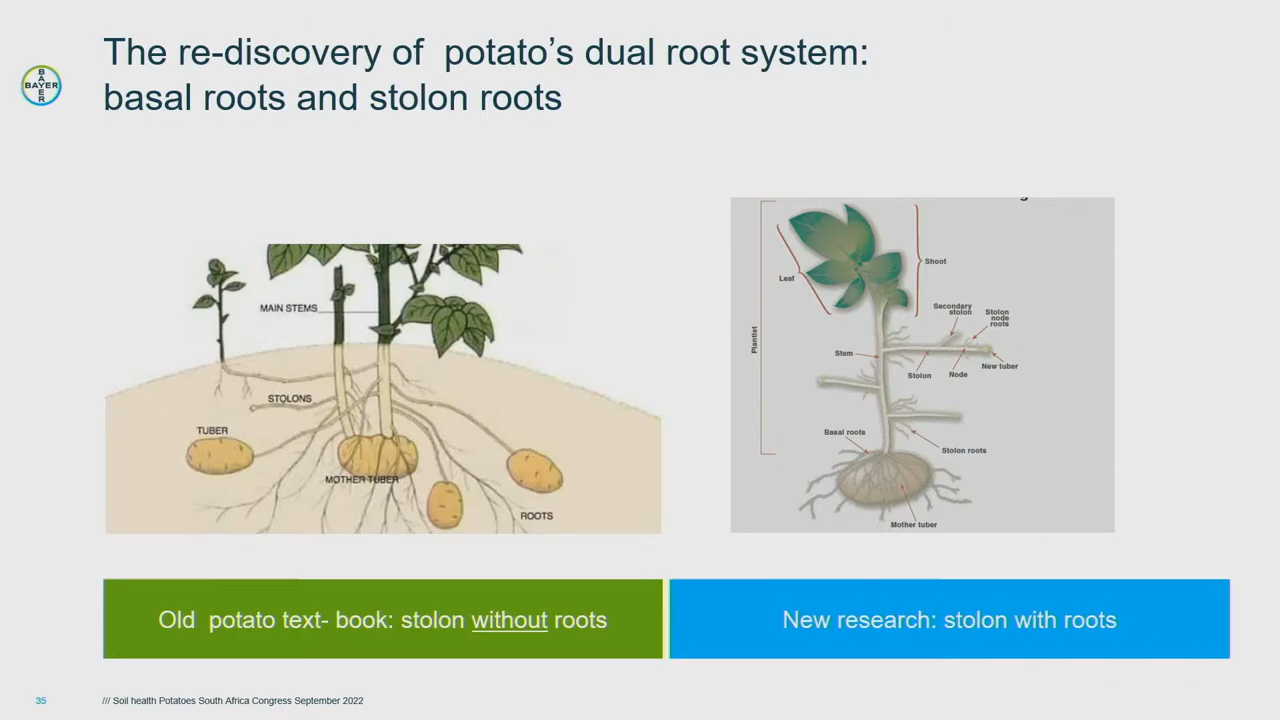 The re-discovery of  potato's dual root system:
basal roots and stolon roots
BAYER
BAYER
MAIN STEMS
STOLONS
TUBER
MOTHER TUBER
ROOTS
Leaf
Shoot
Plantlet
Secondary
stolon
Stolon
node
roots
Stem
Stolon
Node
New tuber
Basal roots
Stolon roots
Mother tuber
Old  potato text- book: stolon without roots
New research: stolon with roots
35
/// Soil health Potatoes South Africa Congress September 2022